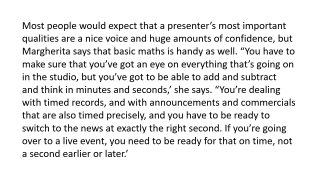 Most people would expect that a presenter's most important
qualities are a nice voice and huge amounts of confidence, but
Margherita says that basic maths is handy as well. “You have to
make sure that you've got an eye on everything that's going on
in the studio, but you've got to be able to add and subtract
and think in minutes and seconds,’ she says. “You're dealing
with timed records, and with announcements and commercials
that are also timed precisely, and you have to be ready to
switch to the news at exactly the right second. If you're going
over to a live event, you need to be ready for that on time, not
a second earlier or later.’